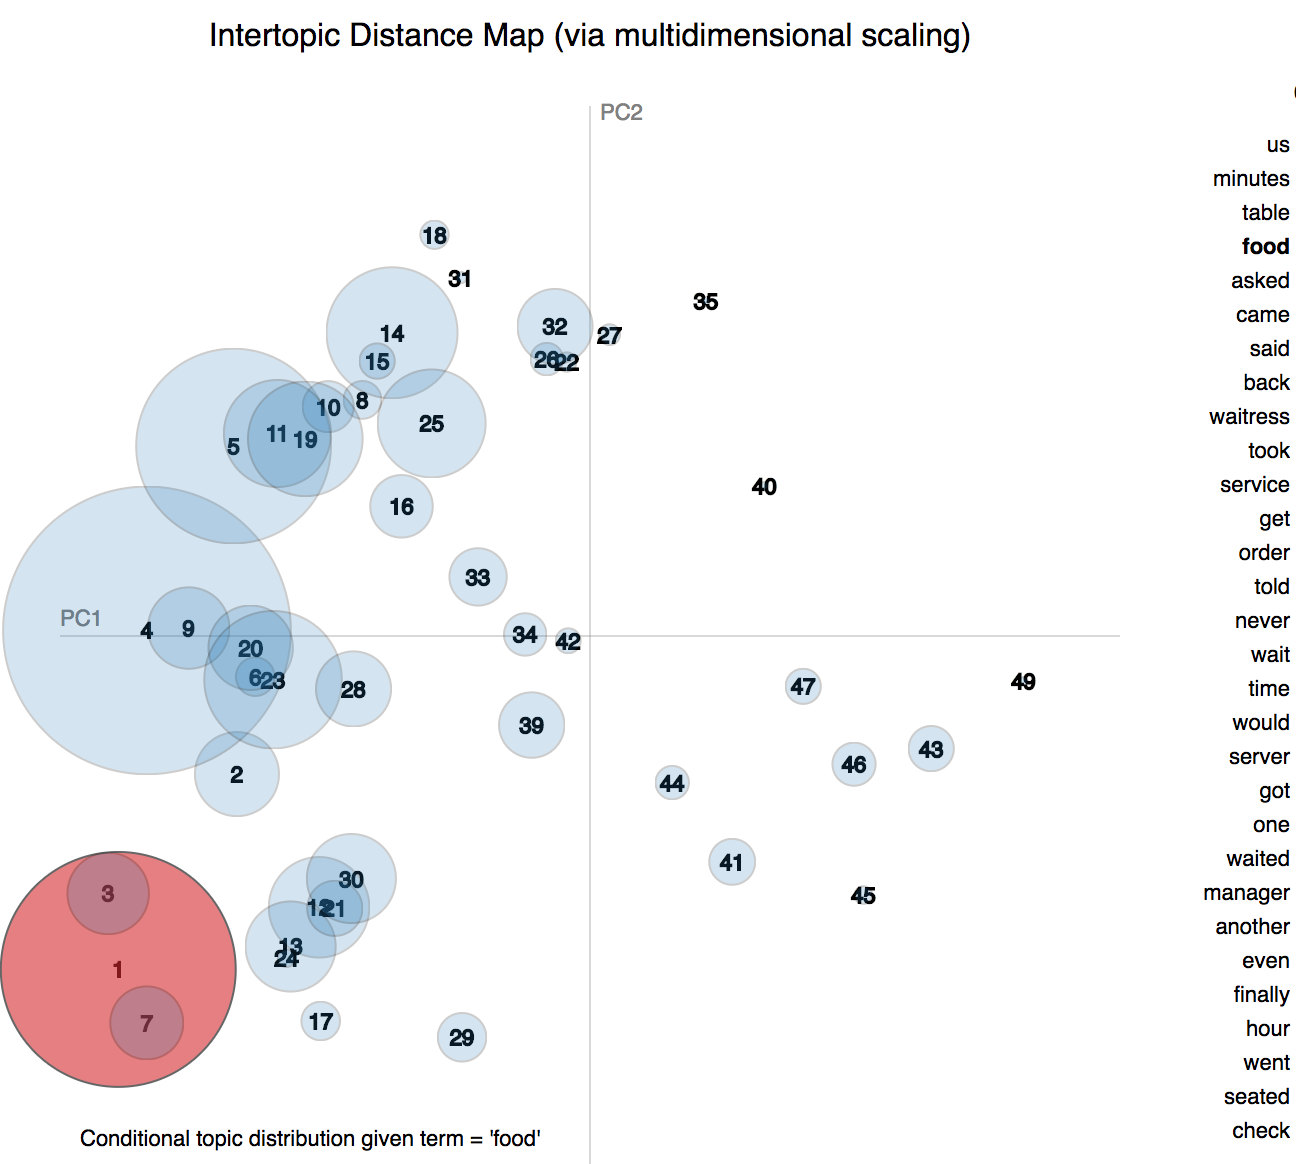 Intertopic Distance Map (via multidimensional scaling)
PC2
us
minutes
table
food
asked
came
said
back
waitress
took
service
get
order
told
never
wait
time
would
server
got
one
waited
manager
another
even
finally
hour
went
seated
check
18
31
35
14
32
27
15
26
22
10
8
25
11
19
5
40
16
33
PC1
4
9
34
42
20
6
23
28
47
49
39
43
46
2
44
41
30
3
45
12
21
13
24
1
17
7
29
Conditional topic distribution given term = 'food'